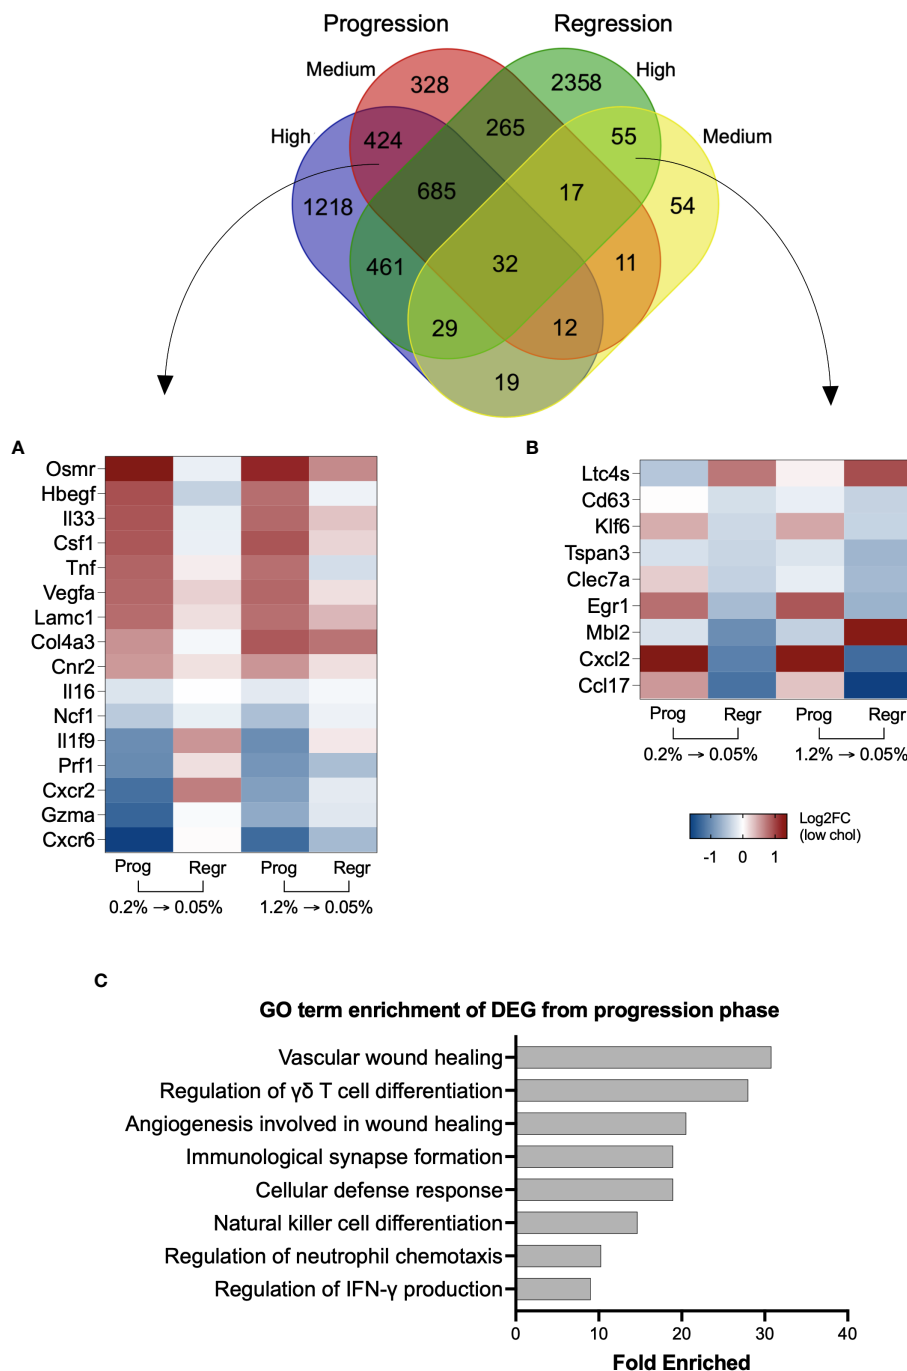 Progression Regression
Medium High
High Medium
328 2358
424 265 55
1218 685 17 54
461 32 11
29 12
19
A
Osmr
Hbegf
Il33
Csf1
Tnf
Vegfa
Lamc1
Col4a3
Cnr2
Il16
Ncf1
Il1f9
Prf1
Cxcr2
Gzma
Cxcr6
Prog Regr Prog Regr
0.2% → 0.05% 1.2% → 0.05%
B
Ltc4s
Cd63
Klf6
Tspan3
Clec7a
Egr1
Mbl2
Cxcl2
Ccl17
Prog Regr Prog Regr
0.2% → 0.05% 1.2% → 0.05%
Log2FC
(low chol)
-1 0 1
C
GO term enrichment of DEG from progression phase
Vascular wound healing
Regulation of γδ T cell differentiation
Angiogenesis involved in wound healing
Immunological synapse formation
Cellular defense response
Natural killer cell differentiation
Regulation of neutrophil chemotaxis
Regulation of IFN-γ production
0 10 20 30 40
Fold Enriched